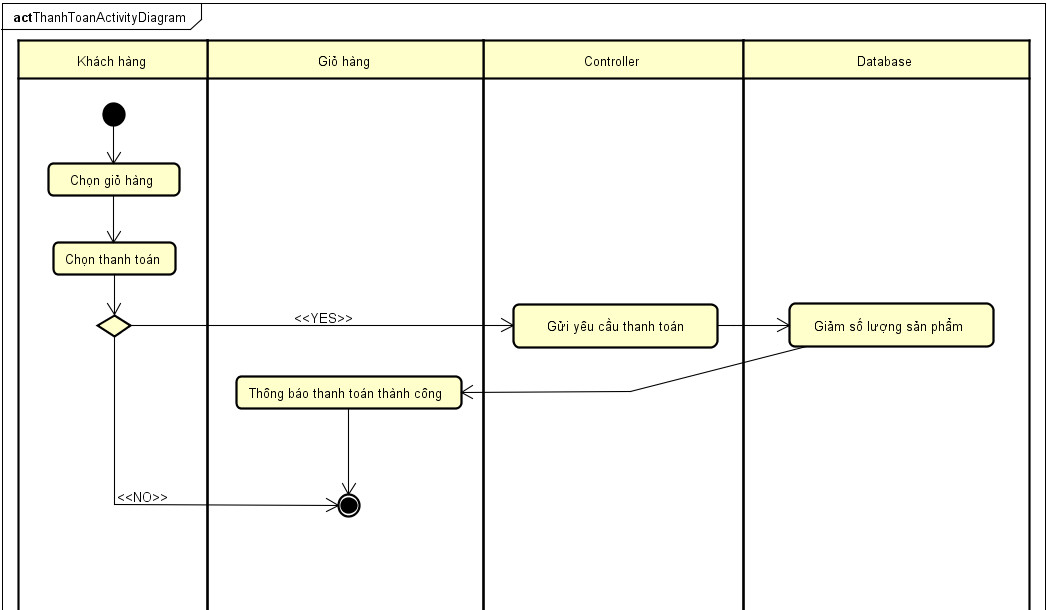 actThanhToanActivityDiagram
Khách hàng
Giỏ hàng
Controller
Database
Chọn giỏ hàng
Chọn thanh toán
<<YES>>
Gửi yêu cầu thanh toán
Giảm số lượng sản phẩm
Thông báo thanh toán thành công
<<NO>>